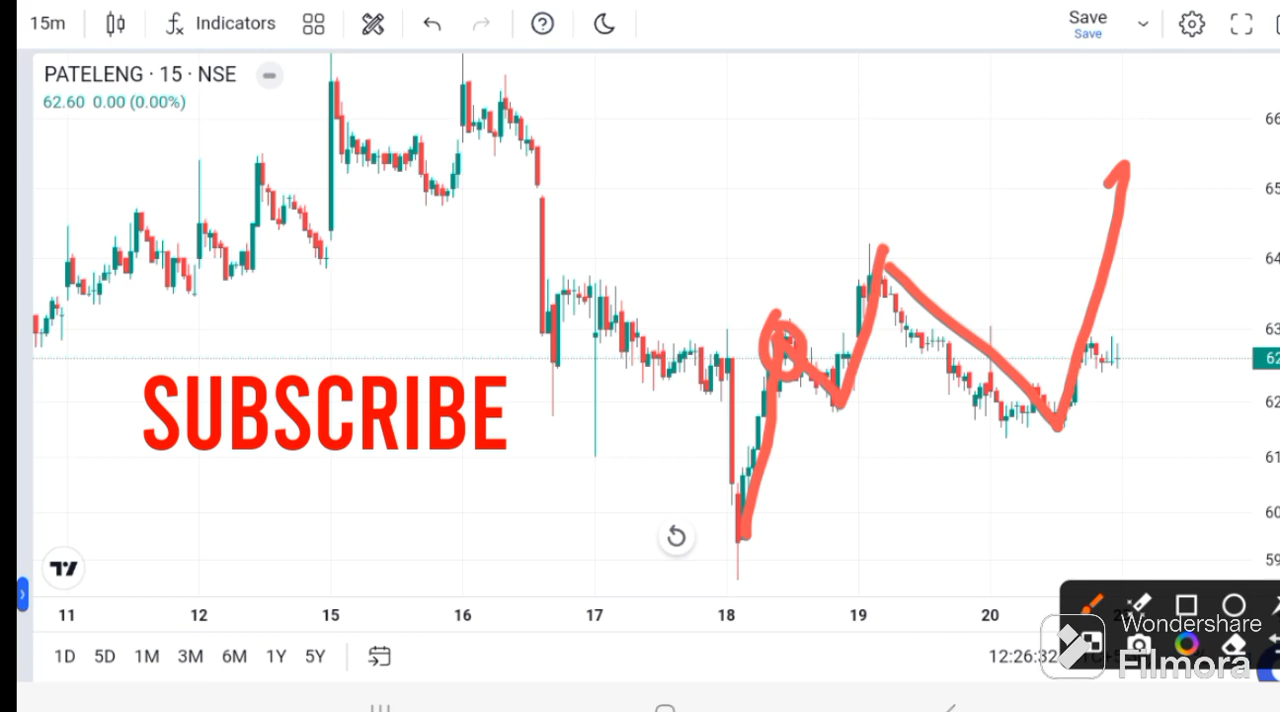 15m Indicators Save
Save
PATELENG · 15 · NSE
62.60 0.00 (0.00%)
66
65
64
63
62
62
61
60
59
SUBSCRIBE
11 12 15 16 17 18 19 20
Wondershare
Filmora
1D 5D 1M 3M 6M 1Y 5Y 12:26:32